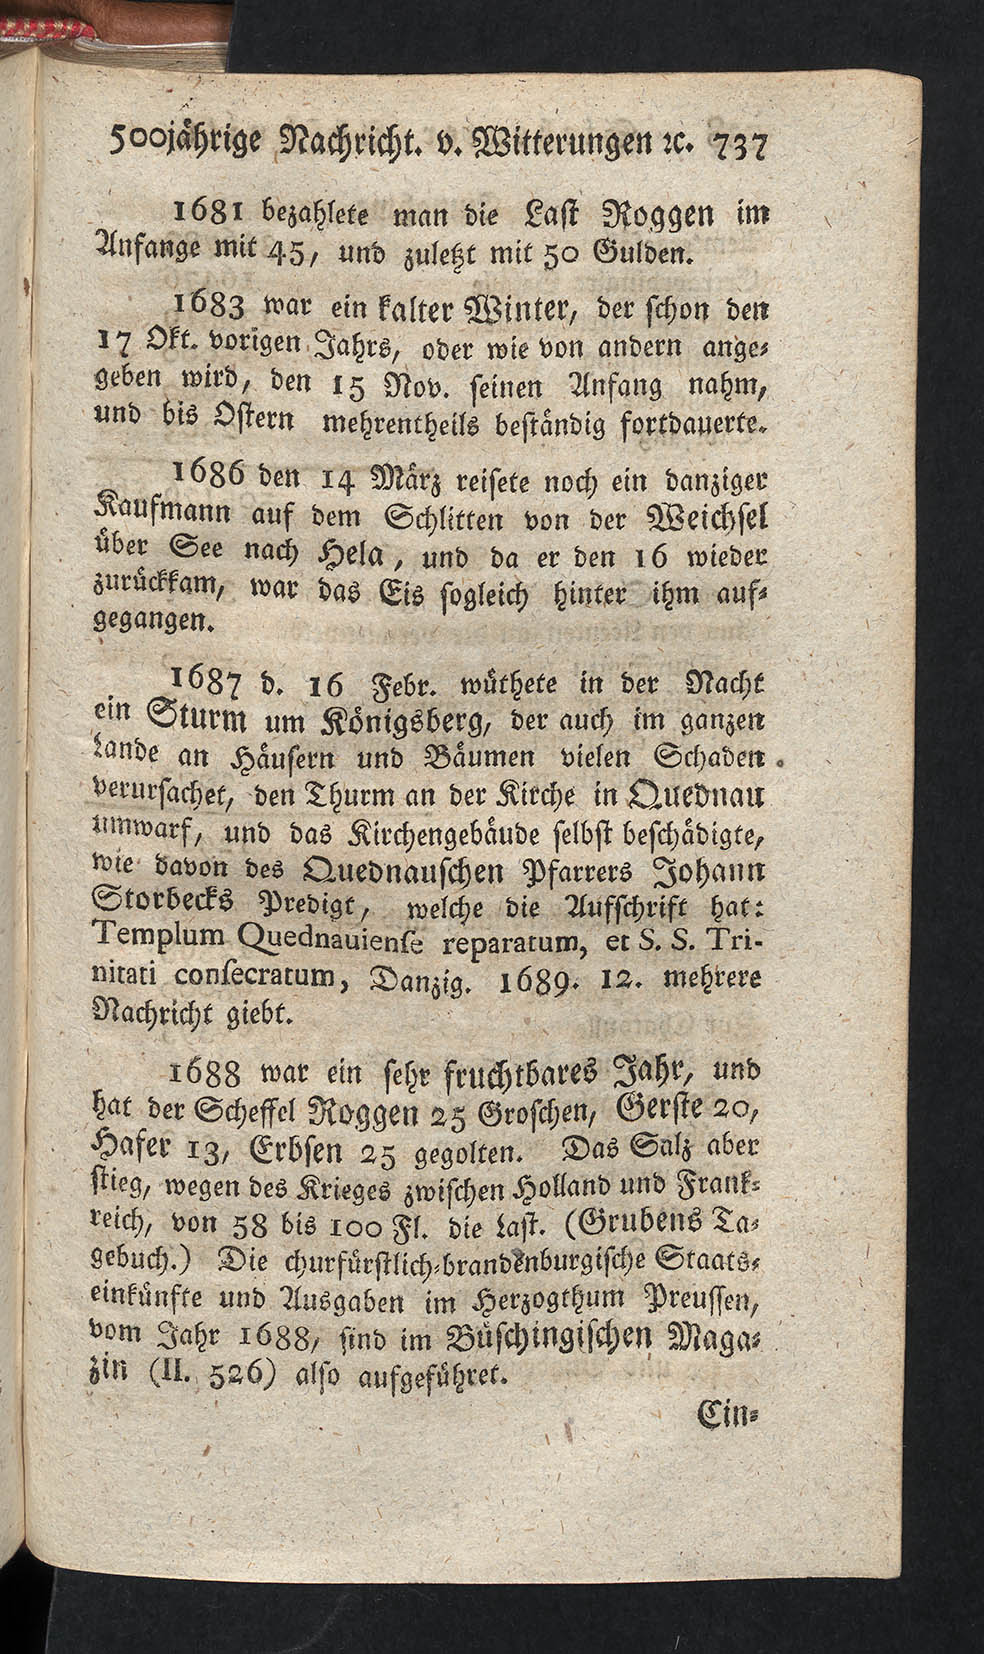 500jährige Nachricht. v. Witterungen ꝛc. 737
1681 bezahlete man die Last Roggen im
Anfange mit 45, und zuletzt mit 50 Gulden.
1683 war ein kalter Winter, der schon den
17 Okt. vorigen Jahrs, oder wie von andern ange-
geben wird, den 15 Nov. seinen Anfang nahm,
und bis Ostern mehrentheils beständig fortdauerte.
1686 den 14 März reisete noch ein danziger
Kaufmann auf dem Schlitten von der Weichsel
über See nach Hela, und da er den 16 wieder
zurückkam, war das Eis sogleich hinter ihm auf-
gegangen.
1687 d. 16 Febr. wüthete in der Nacht
ein Sturm um Königsberg, der auch im ganzen
Lande an Häusern und Bäumen vielen Schaden
verursachet, den Thurm an der Kirche in Quednau
umwarf, und das Kirchengebäude selbst beschädigte,
wie davon des Quednauschen Pfarrers Johann
Storbecks Predigt, welche die Aufschrift hat:
Templum Quednauienſe reparatum, et S. S. Tri-
nitati conſecratum, Danzig. 1689. 12. mehrere
Nachricht giebt.
1688 war ein sehr fruchtbares Jahr, und
hat der Scheffel Roggen 25 Groschen, Gerste 20,
Hafer 13, Erbsen 25 gegolten. Das Salz aber
stieg, wegen des Krieges zwischen Holland und Frank-
reich, von 58 bis 100 Fl. die Last. (Grubens Ta-
gebuch.) Die churfürstlich-brandenburgische Staats-
einkünfte und Ausgaben im Herzogthum Preussen,
vom Jahr 1688, sind im Büschingischen Maga-
zin (II. 526) also aufgeführet.
Ein-